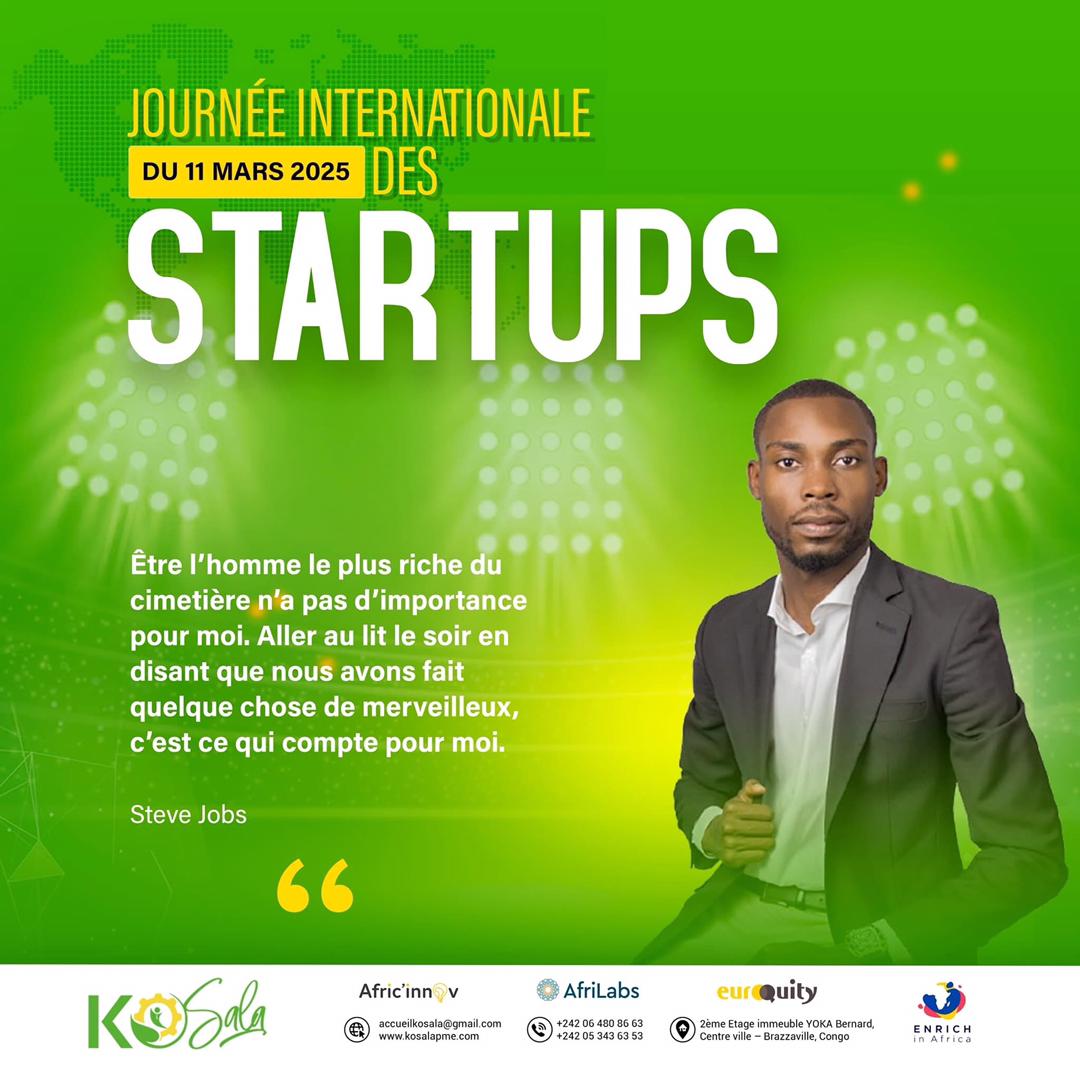 JOURNÉE INTERNATIONALE
DU 11 MARS 2025 DES
STARTUPS
Être l’homme le plus riche du
cimetière n’a pas d’importance
pour moi. Aller au lit le soir en
disant que nous avons fait
quelque chose de merveilleux,
c’est ce qui compte pour moi.
Steve Jobs
“
KOSala
Afric’innov
AfriLabs
euroquity
ENRICH
in Africa
accueilkosala@gmail.com
www.kosalapme.com
+242 06 480 86 63
+242 05 343 63 53
2ème Etage immeuble YOKA Bernard,
Centre ville – Brazzaville, Congo